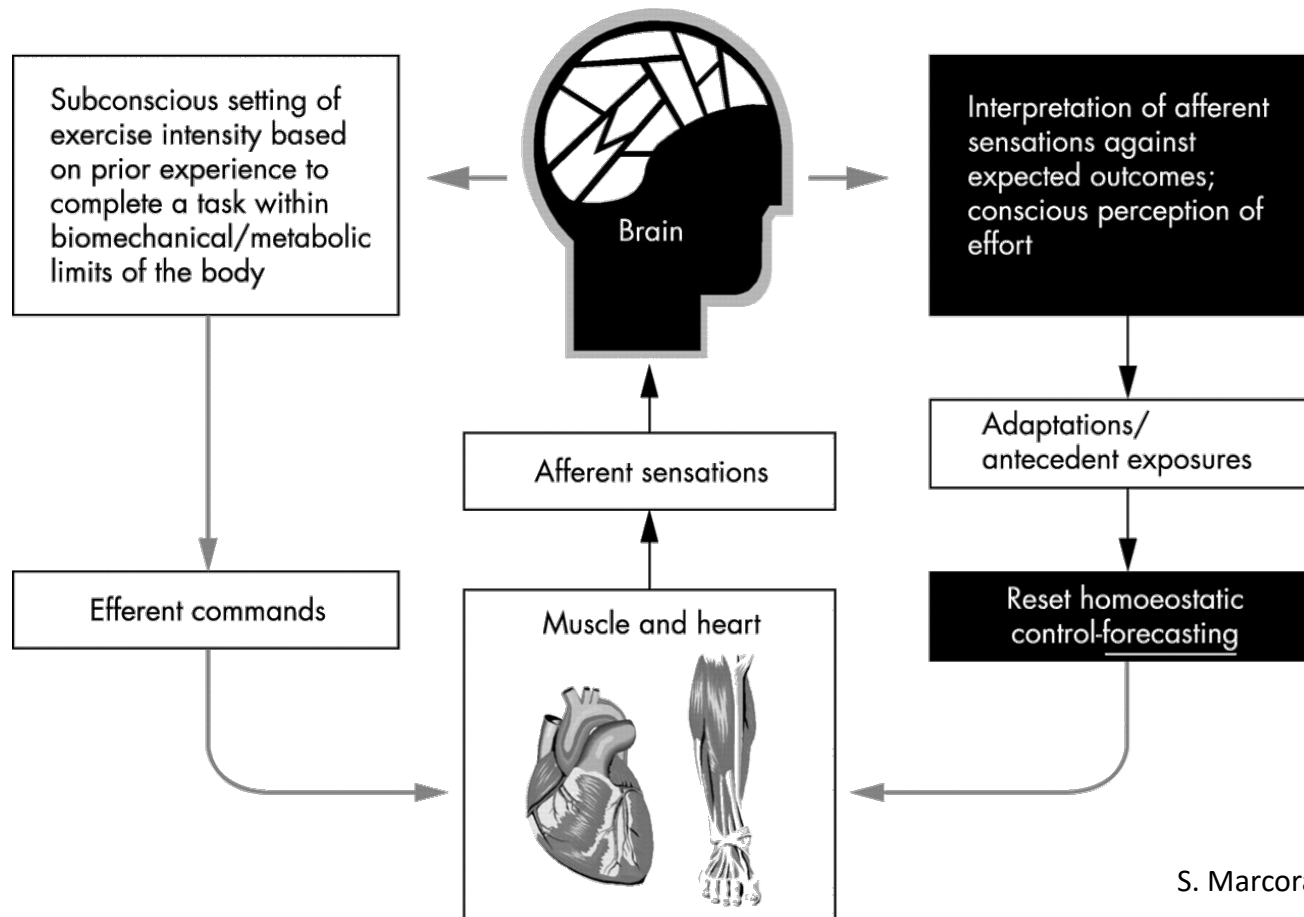 Subconscious setting of
exercise intensity based
on prior experience to
complete a task within
biomechanical/metabolic
limits of the body
Brain
Interpretation of afferent
sensations against
expected outcomes;
conscious perception of
effort
Afferent sensations
Adaptations/
antecedent exposures
Efferent commands
Muscle and heart
Reset homoeostatic
control-forecasting
S. Marcora